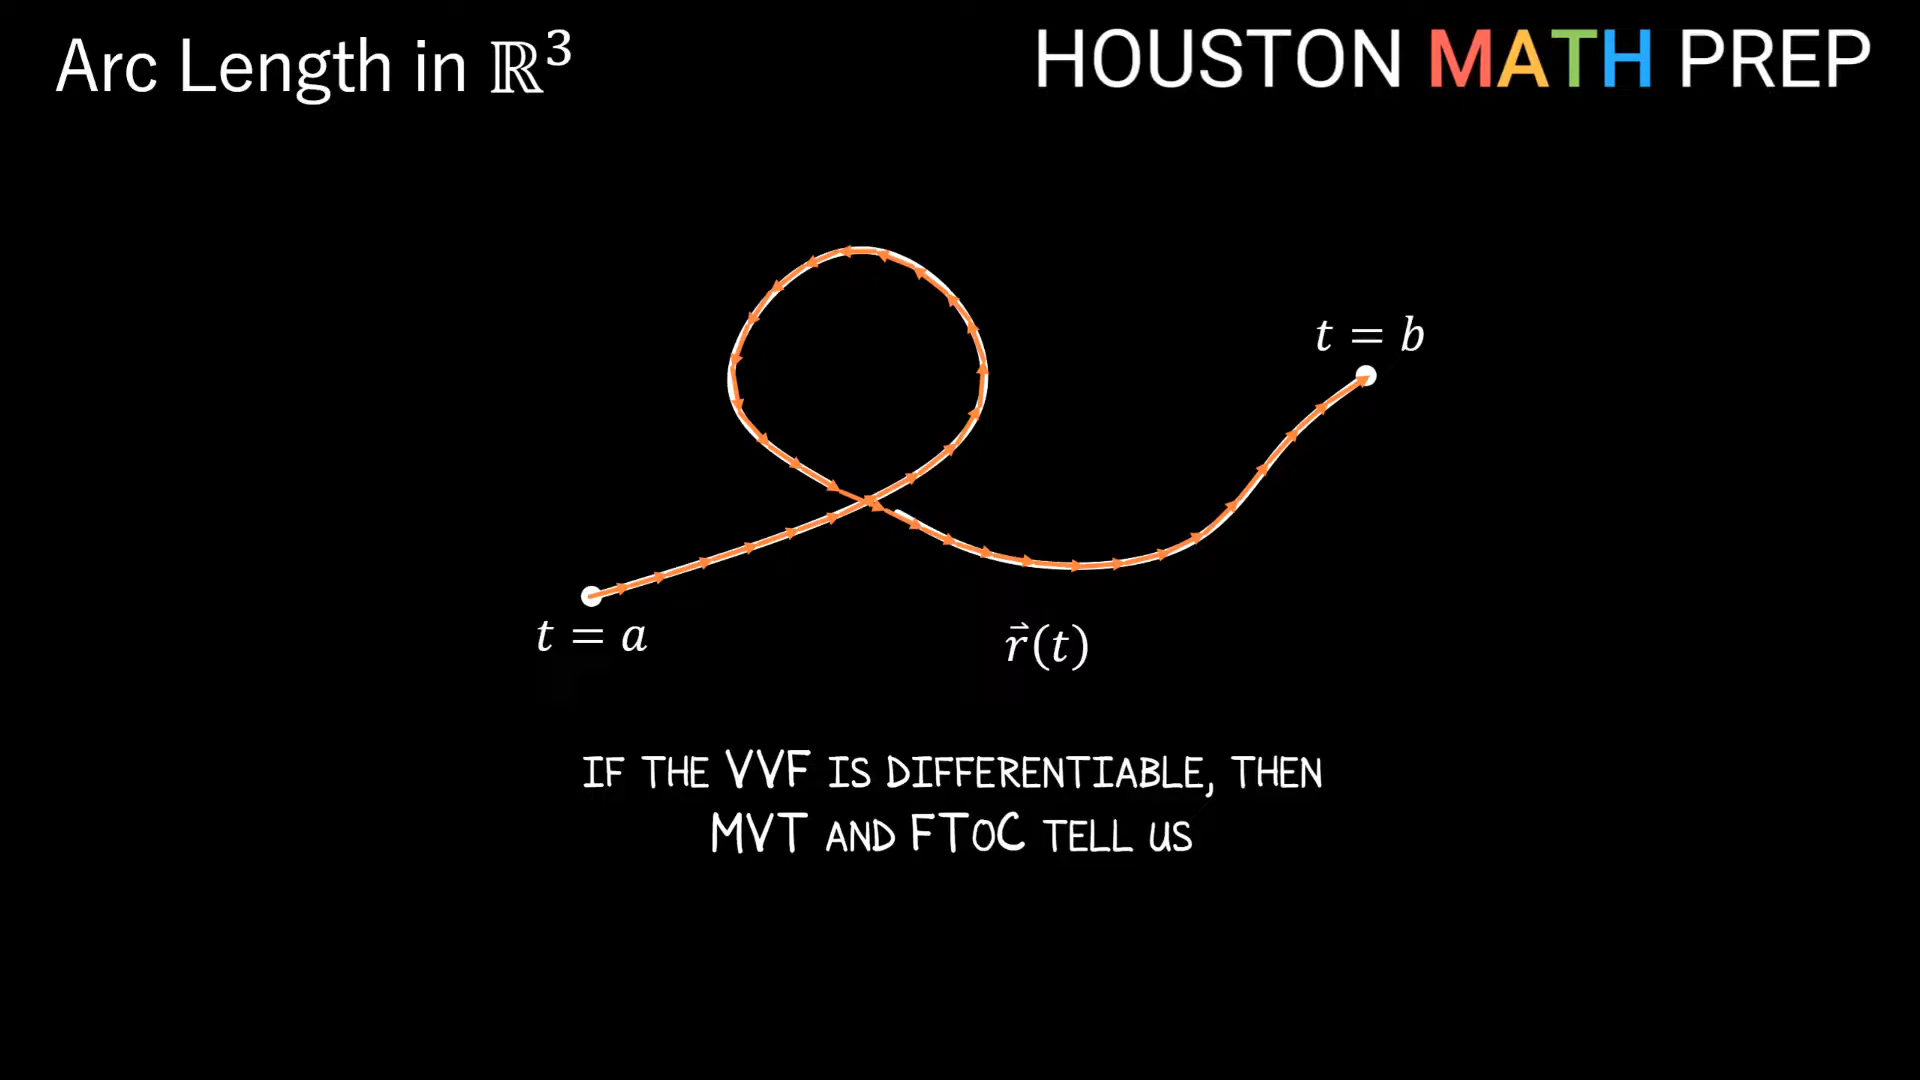 Arc Length in ℝ³
HOUSTON MATH PREP
t = b
t = a
r⃗(t)
IF THE VVF IS DIFFERENTIABLE, THEN
MVT AND FTOC TELL US